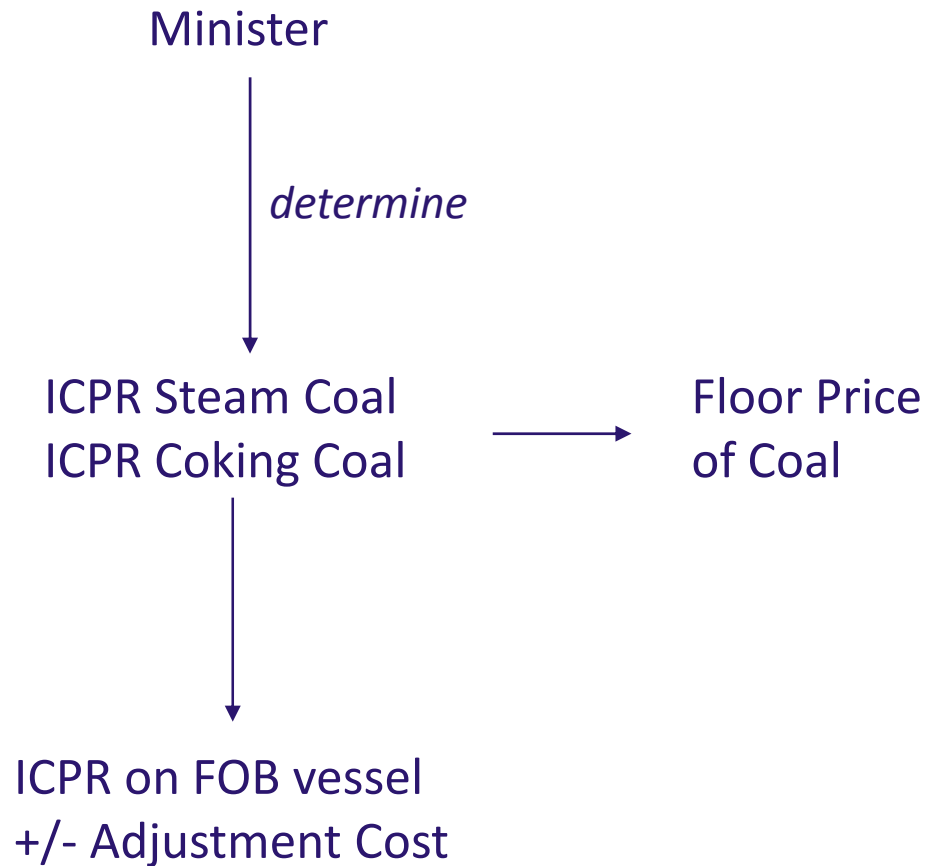 Minister
determine
ICPR Steam Coal
ICPR Coking Coal
Floor Price
of Coal
ICPR on FOB vessel
+/- Adjustment Cost